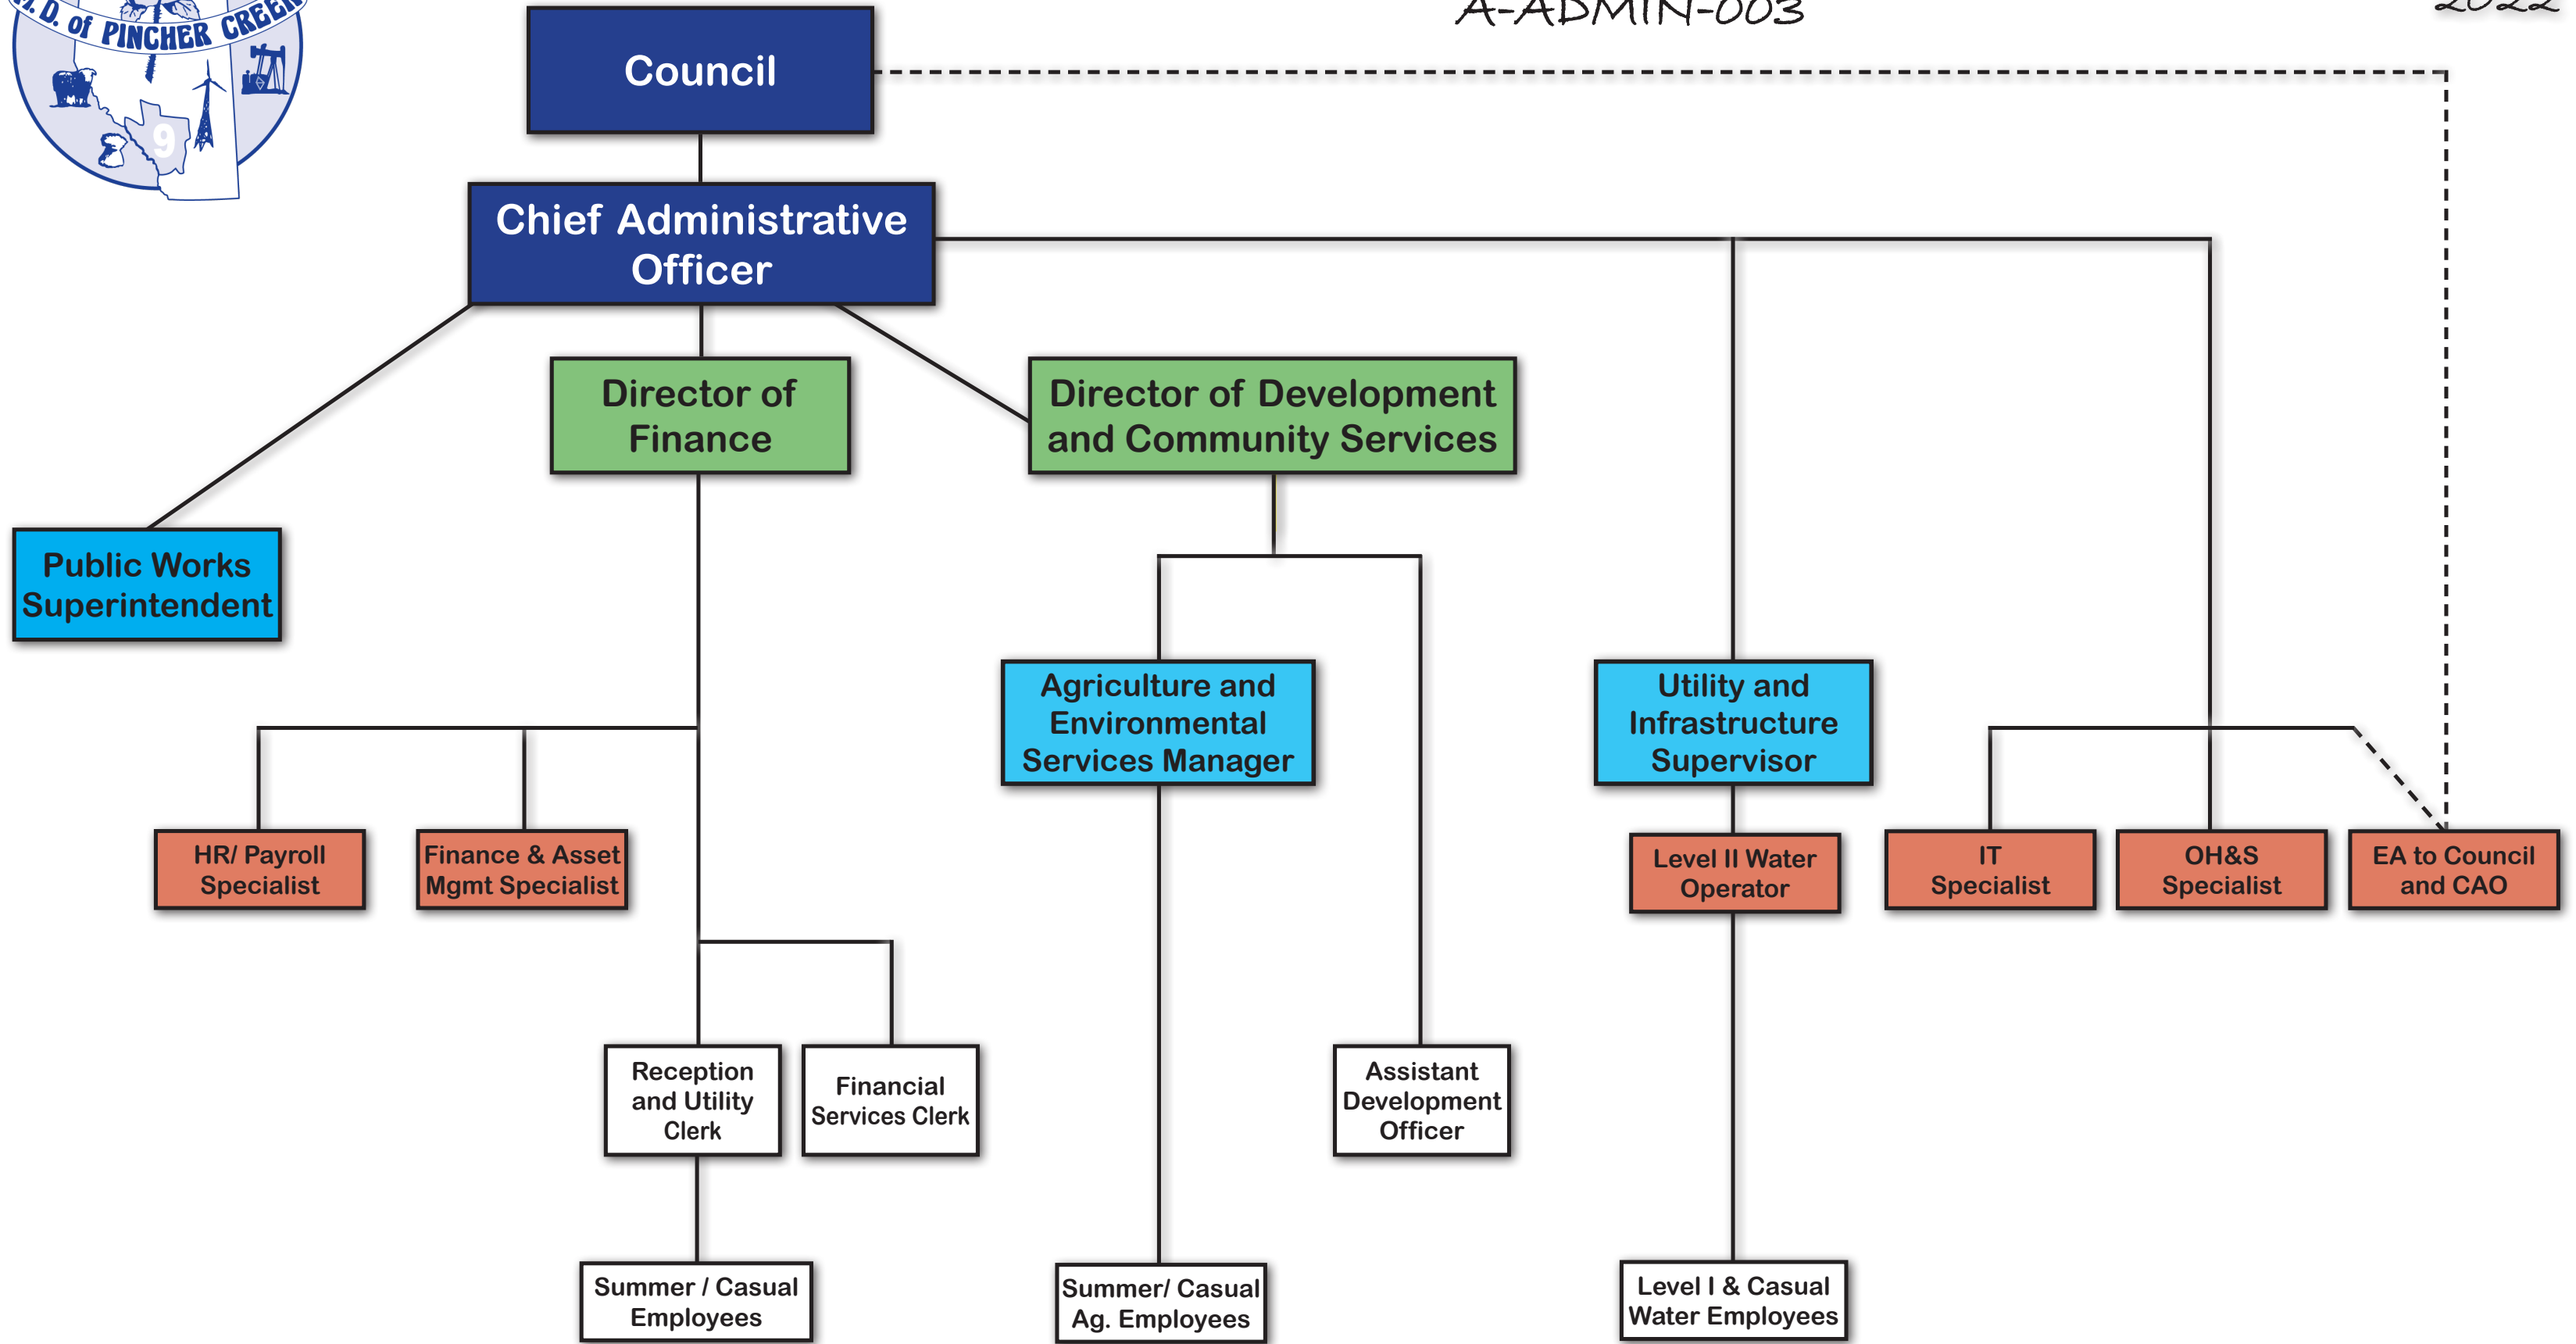 M. D. of PINCHER CREEK
9
A-ADMIN-003
2022
Council
Chief Administrative
Officer
Director of
Finance
Director of Development
and Community Services
Public Works
Superintendent
Agriculture and
Environmental
Services Manager
Utility and
Infrastructure
Supervisor
HR/ Payroll
Specialist
Finance & Asset
Mgmt Specialist
Level II Water
Operator
IT
Specialist
OH&S
Specialist
EA to Council
and CAO
Reception
and Utility
Clerk
Financial
Services Clerk
Assistant
Development
Officer
Summer / Casual
Employees
Summer/ Casual
Ag. Employees
Level I & Casual
Water Employees